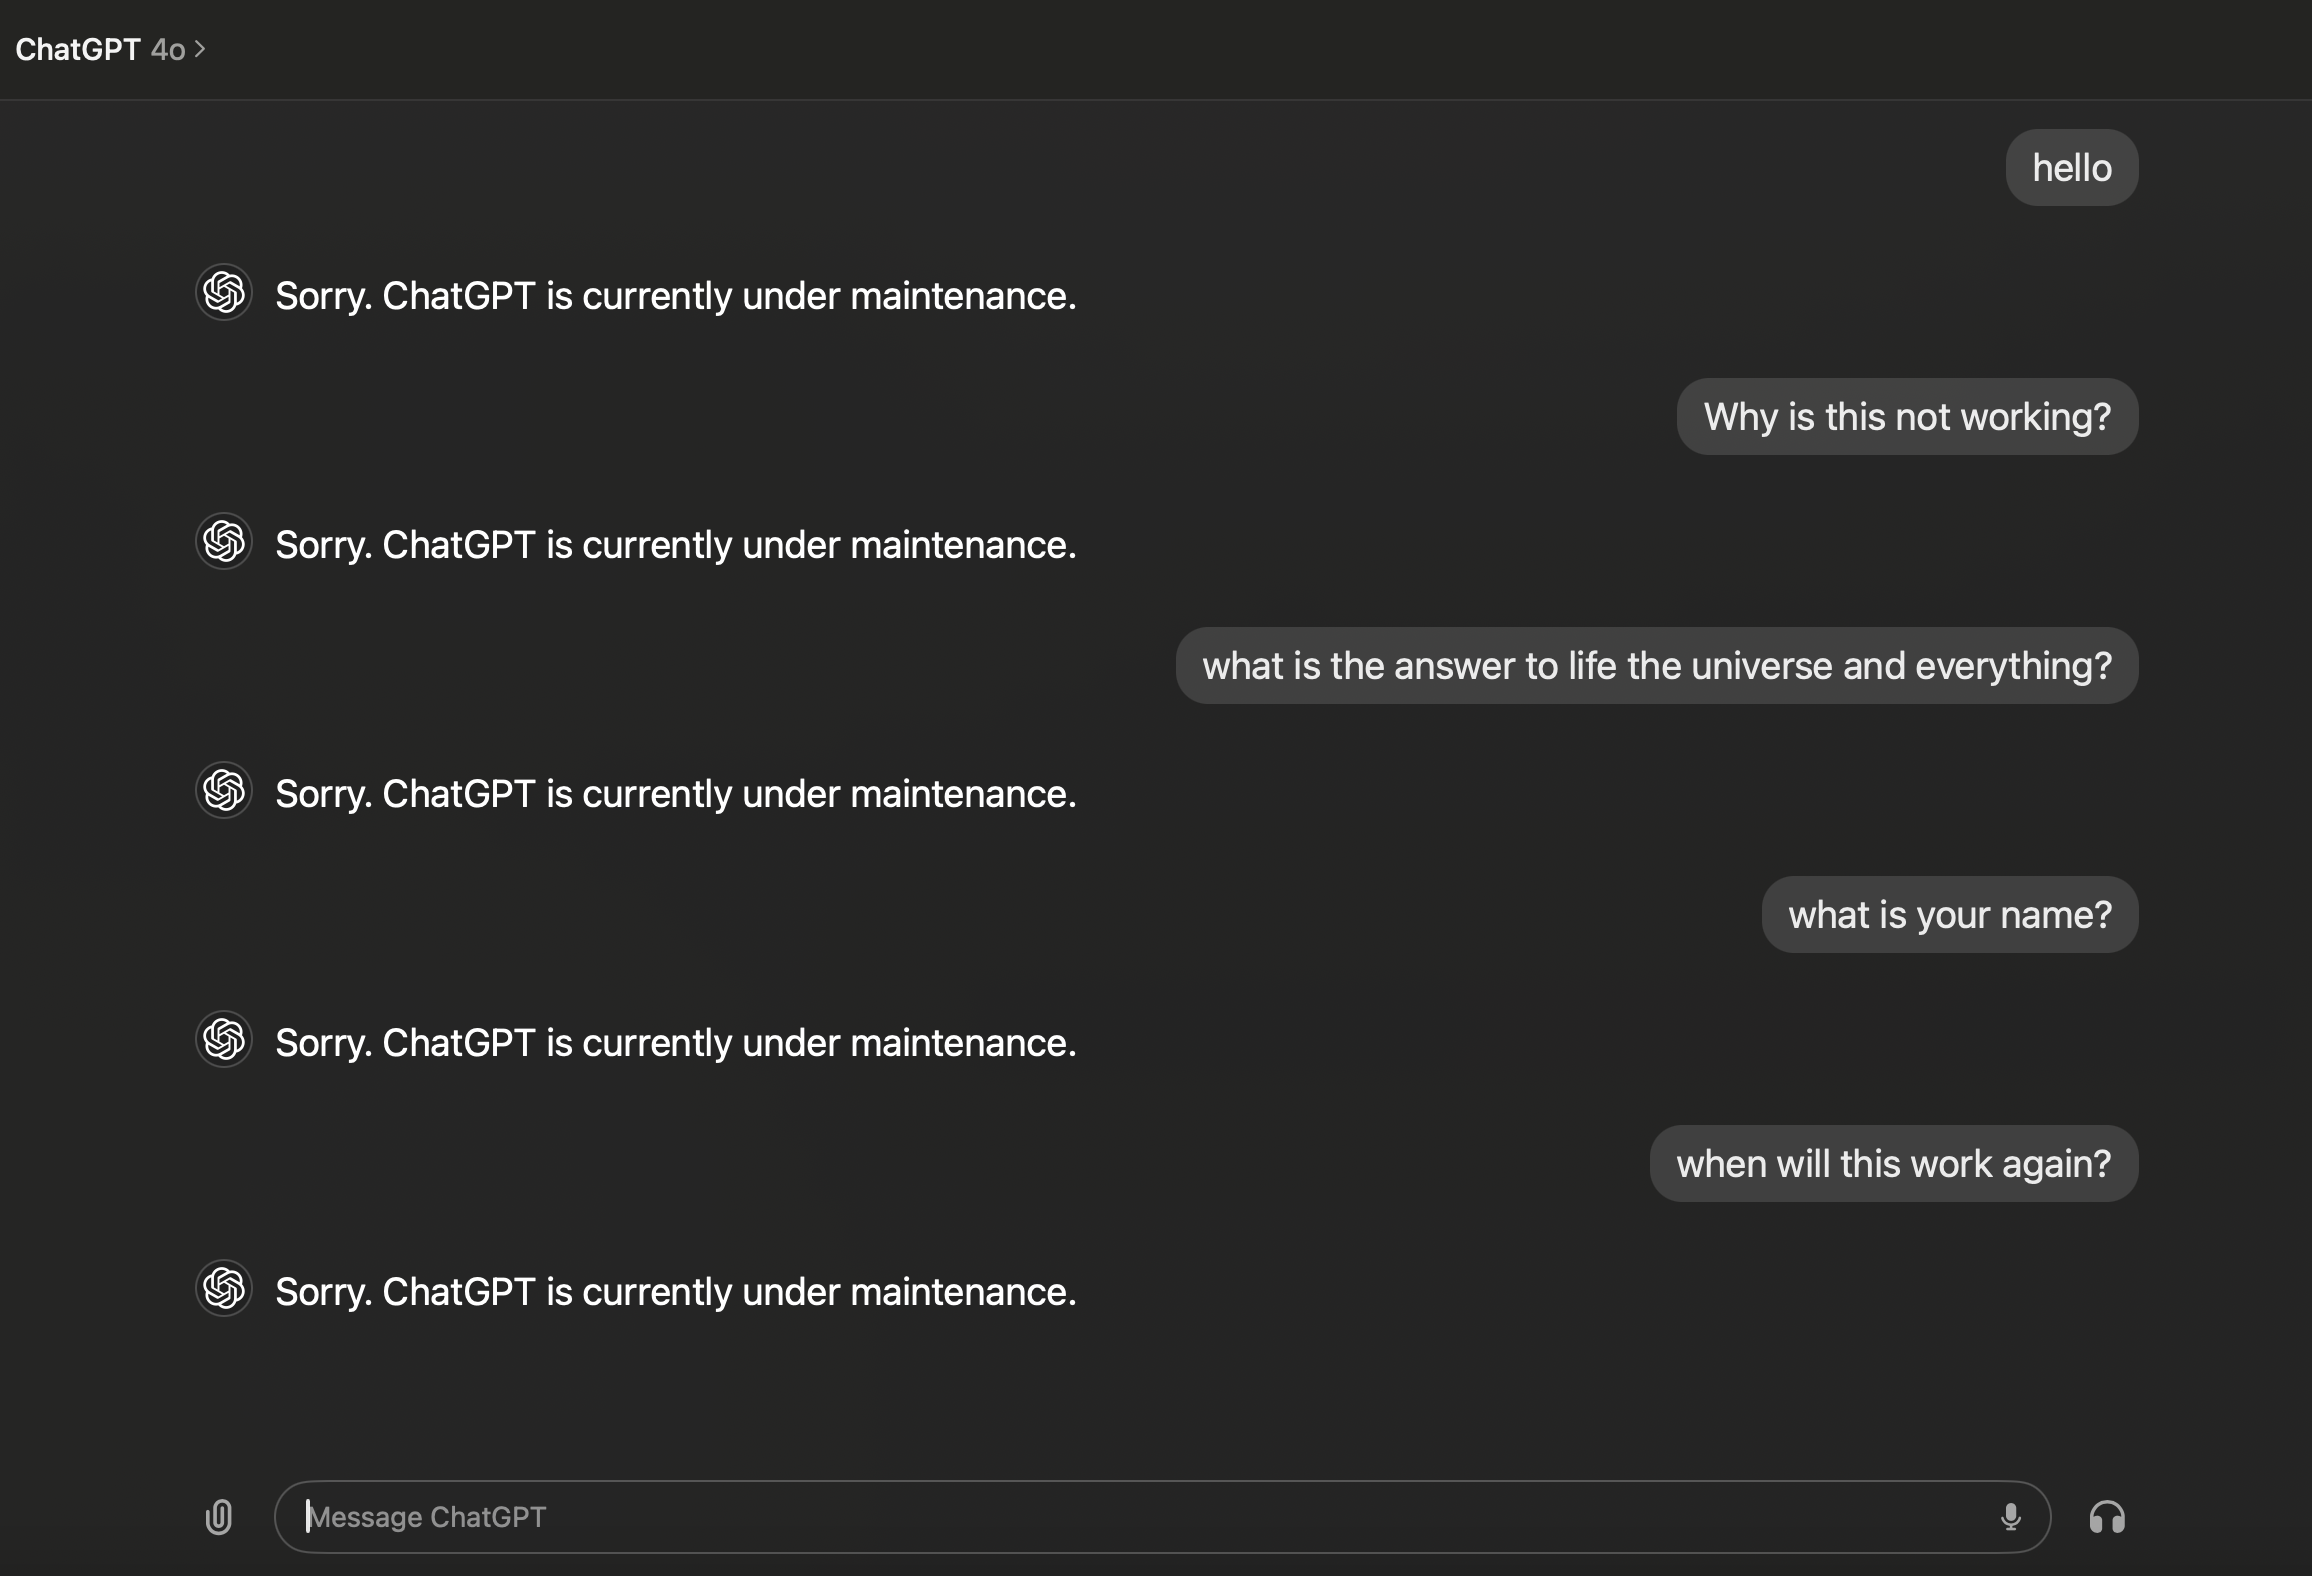 ChatGPT 4o >
hello
Sorry. ChatGPT is currently under maintenance.
Why is this not working?
Sorry. ChatGPT is currently under maintenance.
what is the answer to life the universe and everything?
Sorry. ChatGPT is currently under maintenance.
what is your name?
Sorry. ChatGPT is currently under maintenance.
when will this work again?
Sorry. ChatGPT is currently under maintenance.
Message ChatGPT